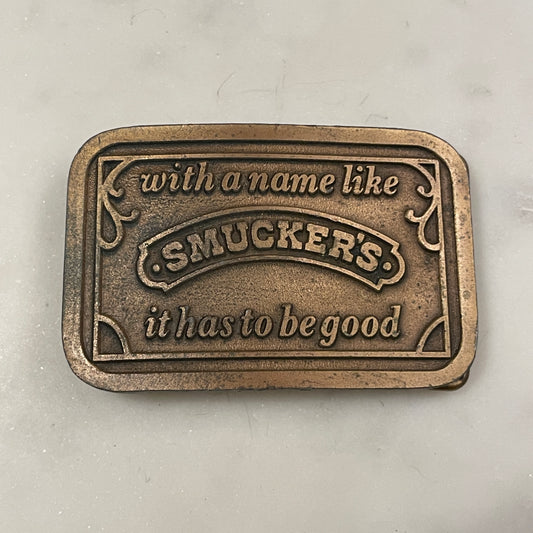 with a name like
SMUCKER'S
it has to be good